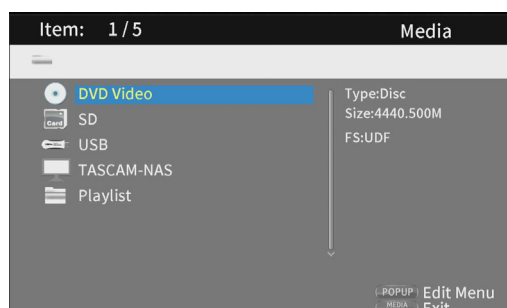 Item: 1/5 Media
DVD Video
Card SD
USB
TASCAM-NAS
Playlist
Type:Disc
Size:4440.500M
FS:UDF
POPUP Edit Menu
MEDIA Exit